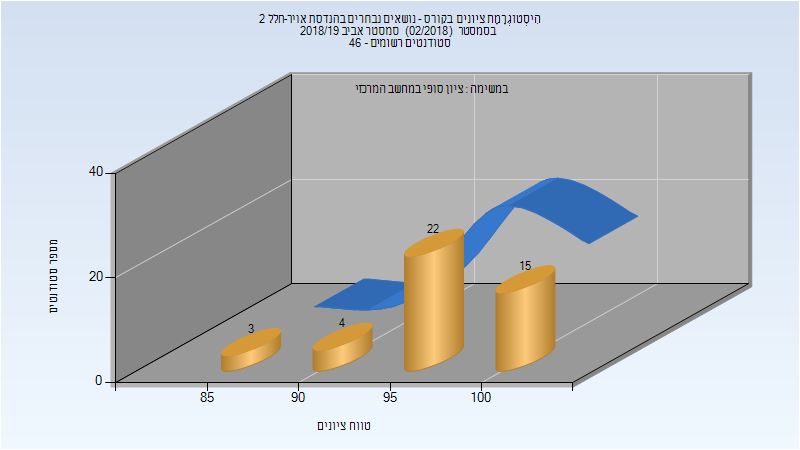 היסטוגרמת ציונים בקורס - נושאים נבחרים בהנדסת אויר-חלל 2
בסמסטר (02/2018) סמסטר אביב 2018/19
סטודנטים רשומים - 46
במשימה : ציון סופי במחשב המרכזי
40
20
0
מספר סטודנטים
3
4
22
15
85
90
95
100
טווח ציונים